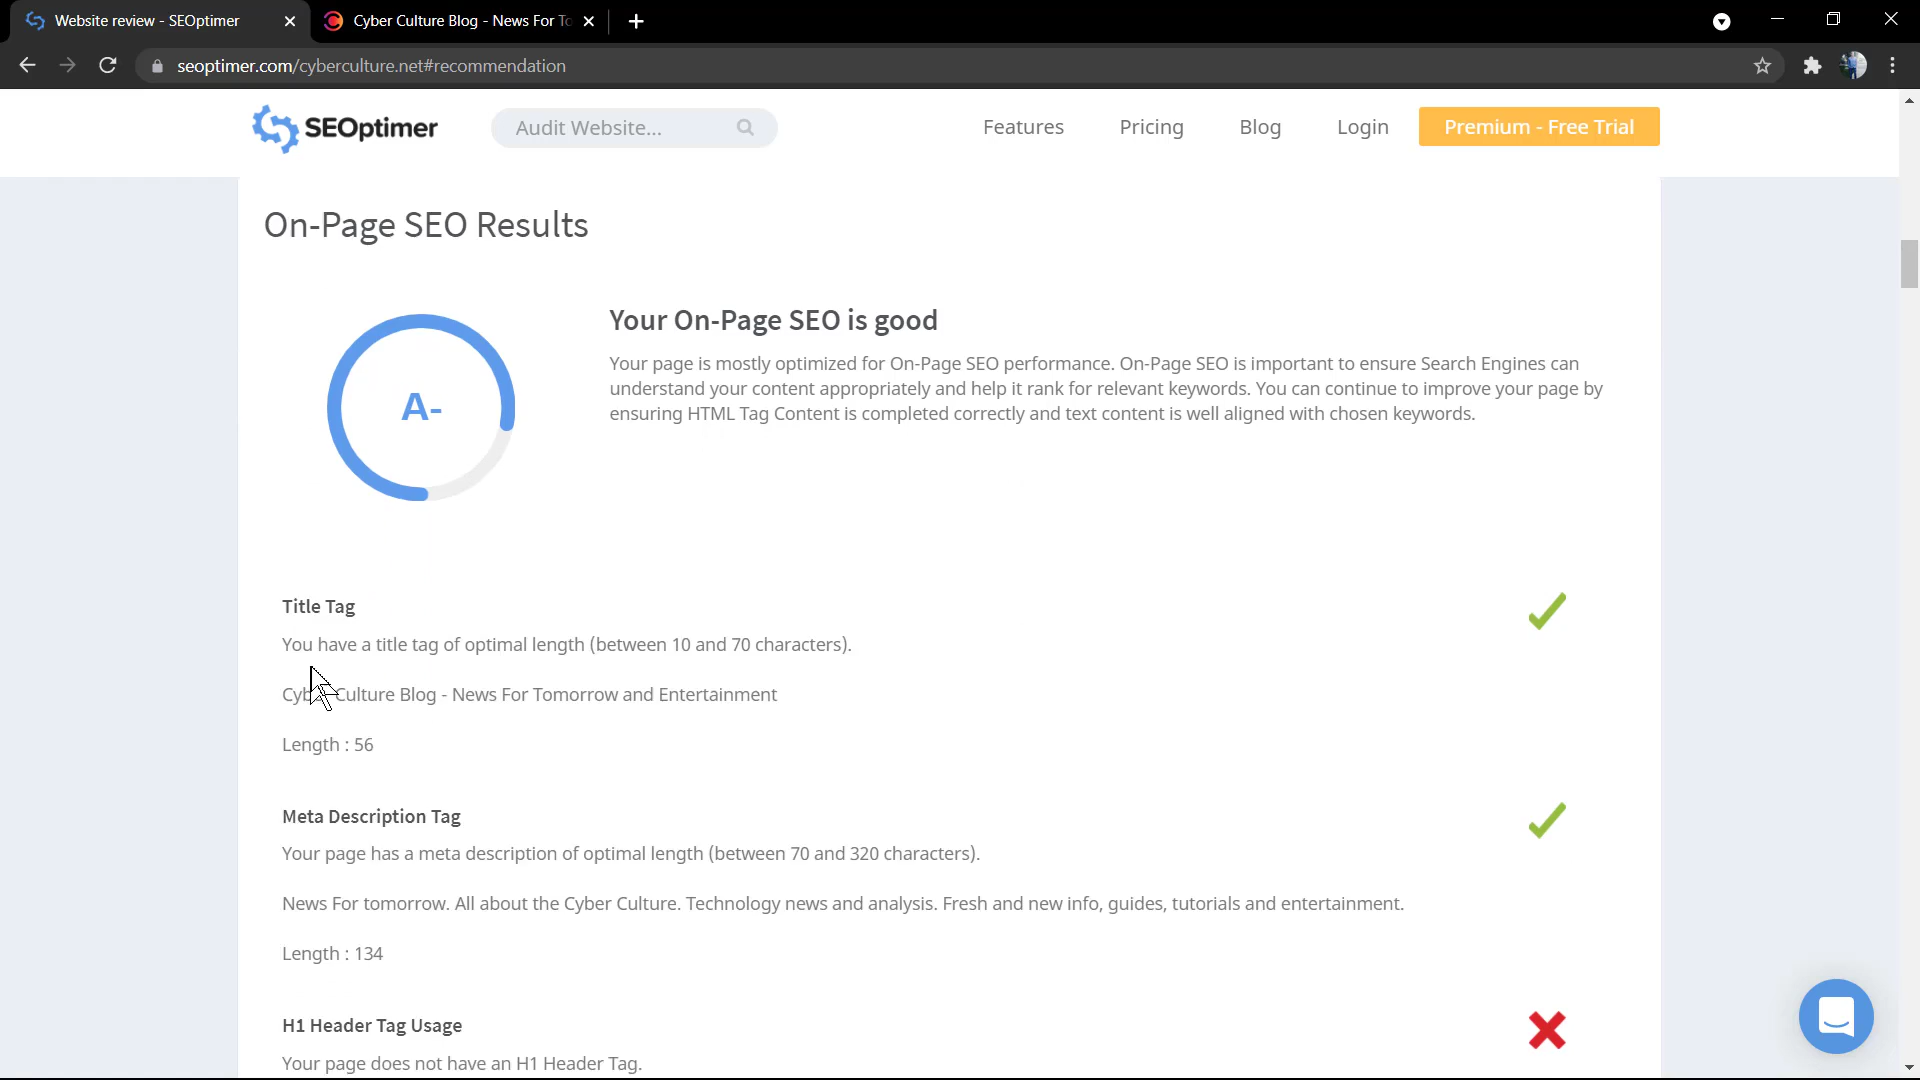 Website review - SEOptimer
Cyber Culture Blog - News For To
seoptimer.com/cyberculture.net#recommendation
SEOptimer
Audit Website...
Features
Pricing
Blog
Login
Premium - Free Trial
On-Page SEO Results
A-
Your On-Page SEO is good
Your page is mostly optimized for On-Page SEO performance. On-Page SEO is important to ensure Search Engines can
understand your content appropriately and help it rank for relevant keywords. You can continue to improve your page by
ensuring HTML Tag Content is completed correctly and text content is well aligned with chosen keywords.
Title Tag
You have a title tag of optimal length (between 10 and 70 characters).
Cyber Culture Blog - News For Tomorrow and Entertainment
Length : 56
Meta Description Tag
Your page has a meta description of optimal length (between 70 and 320 characters).
News For tomorrow. All about the Cyber Culture. Technology news and analysis. Fresh and new info, guides, tutorials and entertainment.
Length : 134
H1 Header Tag Usage
Your page does not have an H1 Header Tag.